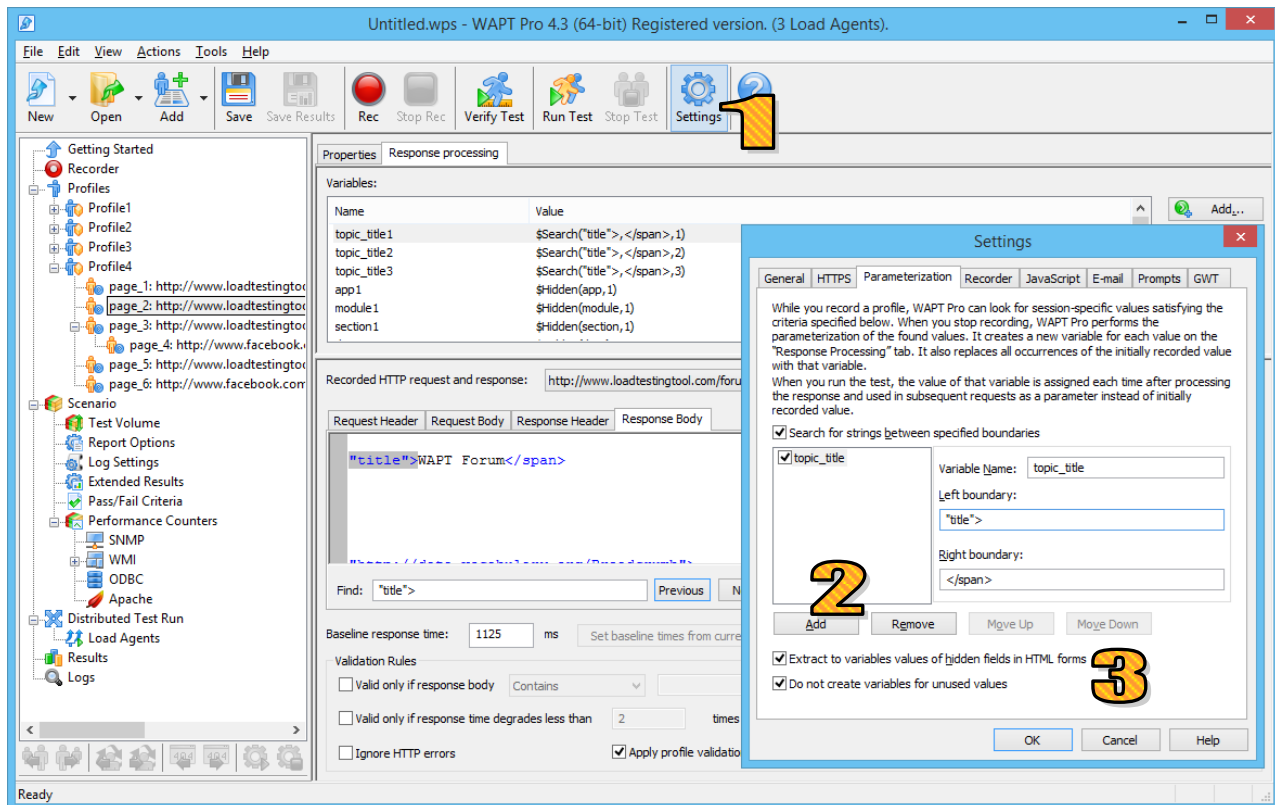 Untitled.wps - WAPT Pro 4.3 (64-bit) Registered version. (3 Load Agents).
File Edit View Actions Tools Help
New Open Add Save Save Results Rec Stop Rec Verify Test Run Test Stop Test Settings
1
Getting Started
Recorder
Profiles
Profile1
Profile2
Profile3
Profile4
page_1: http://www.loadtestingtoo
page_2: http://www.loadtestingtoo
page_3: http://www.loadtestingtoo
page_4: http://www.facebook.
page_5: http://www.loadtestingtoo
page_6: http://www.facebook.com
Scenario
Test Volume
Report Options
Log Settings
Extended Results
Pass/Fail Criteria
Performance Counters
SNMP
WMI
ODBC
Apache
Distributed Test Run
Load Agents
Results
Logs
Properties Response processing
Variables:
Name Value
topic_title1 $Search("title">,</span>,1)
topic_title2 $Search("title">,</span>,2)
topic_title3 $Search("title">,</span>,3)
app1 $Hidden(app,1)
module1 $Hidden(module,1)
section1 $Hidden(section,1)
Add...
Recorded HTTP request and response: http://www.loadtestingtool.com/foru
Request Header Request Body Response Header Response Body
"title">WAPT Forum</span>
Find: "title"> Previous N
Baseline response time: 1125 ms Set baseline times from curre
Validation Rules
Valid only if response body Contains
Valid only if response time degrades less than 2 times
Ignore HTTP errors Apply profile validatio
Settings
General HTTPS Parameterization Recorder JavaScript E-mail Prompts GWT
While you record a profile, WAPT Pro can look for session-specific values satisfying the
criteria specified below. When you stop recording, WAPT Pro performs the
parameterization of the found values. It creates a new variable for each value on the
"Response Processing" tab. It also replaces all occurrences of the initially recorded value
with that variable.
When you run the test, the value of that variable is assigned each time after processing
the response and used in subsequent requests as a parameter instead of initially
recorded value.
Search for strings between specified boundaries
topic_title
Variable Name: topic_title
Left boundary:
"title">
Right boundary:
</span>
2
Add Remove Move Up Move Down
Extract to variables values of hidden fields in HTML forms
Do not create variables for unused values
3
OK Cancel Help
Ready